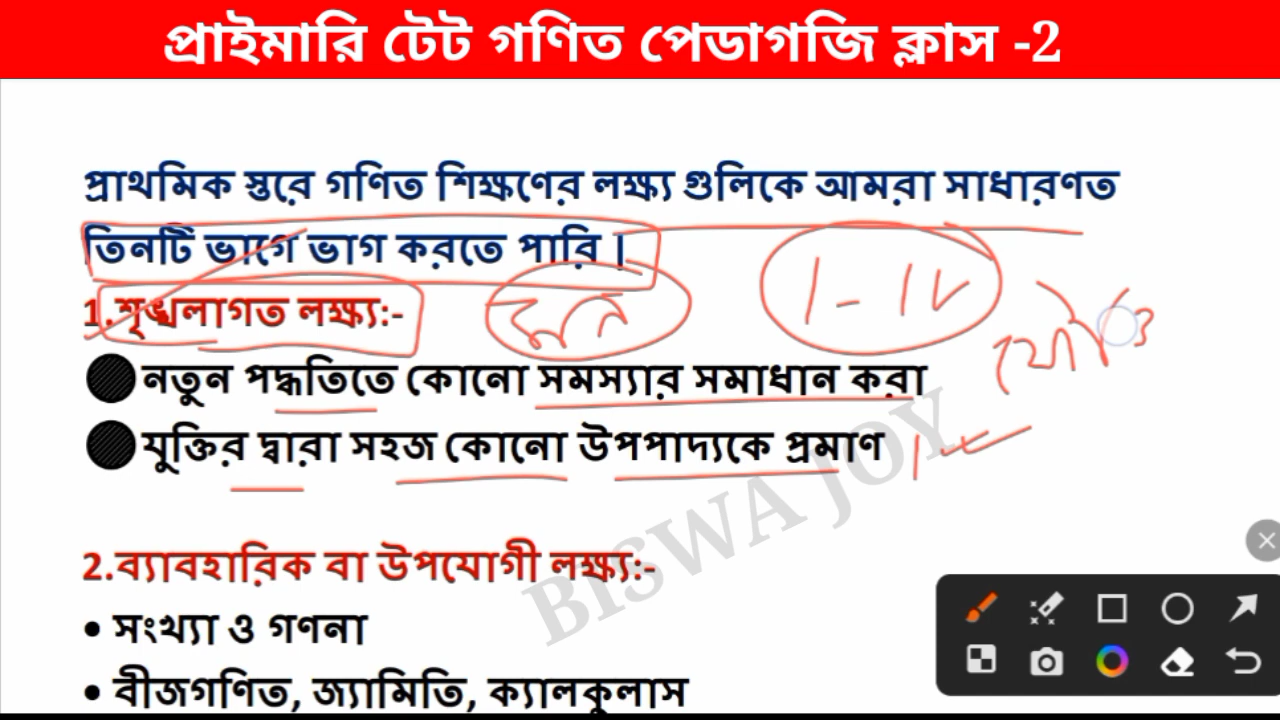 প্রাইমারি টেট গণিত পেডাগজি ক্লাস -2
প্রাথমিক স্তরে গণিত শিক্ষণের লক্ষ্য গুলিকে আমরা সাধারণত
তিনটি ভাগে ভাগ করতে পারি |
1.শৃঙ্খলাগত লক্ষ্য:-
I - IV
নতুন পদ্ধতিতে কোনো সমস্যার সমাধান করা
যুক্তির দ্বারা সহজ কোনো উপপাদ্যকে প্রমাণ
2.ব্যাবহারিক বা উপযোগী লক্ষ্য:-
• সংখ্যা ও গণনা
• বীজগণিত, জ্যামিতি, ক্যালকুলাস
BISWA JOY